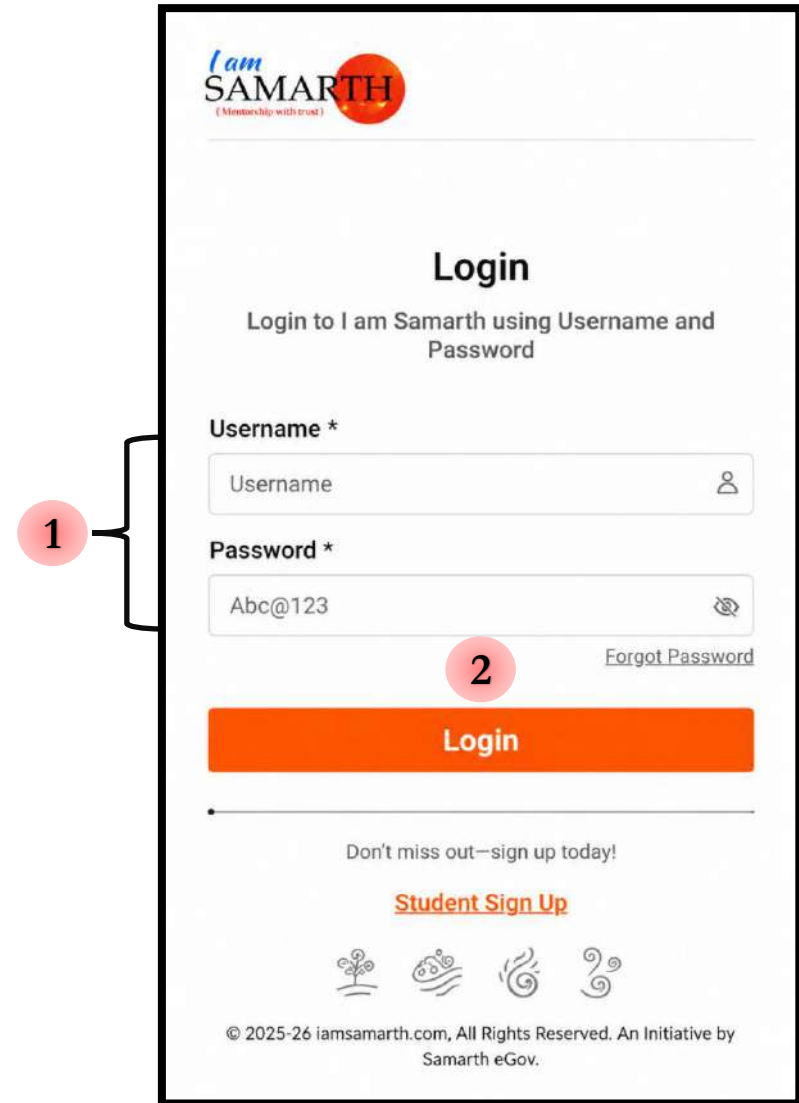 I am
SAMARTH
(Mentorship with trust)
Login
Login to I am Samarth using Username and
Password
Username *
Username
1
Password *
Abc@123
Forgot Password
2
Login
Don't miss out—sign up today!
Student Sign Up
© 2025-26 iamsamarth.com, All Rights Reserved. An Initiative by
Samarth eGov.